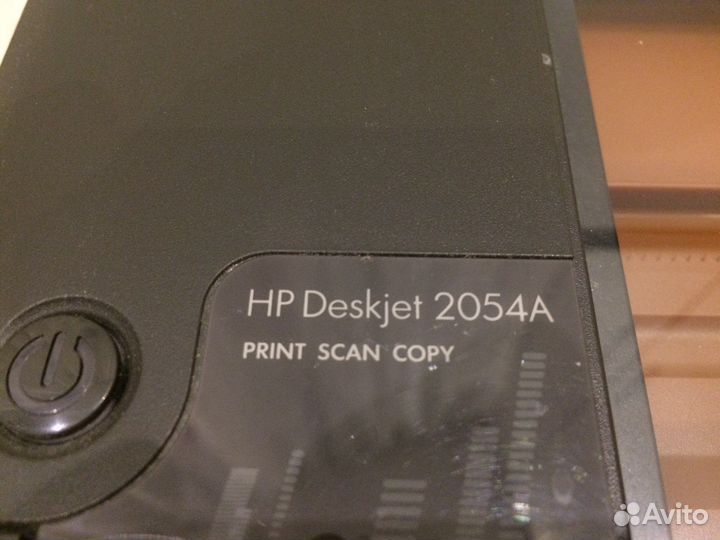 HP Deskjet 2054A
PRINT SCAN COPY
Avito